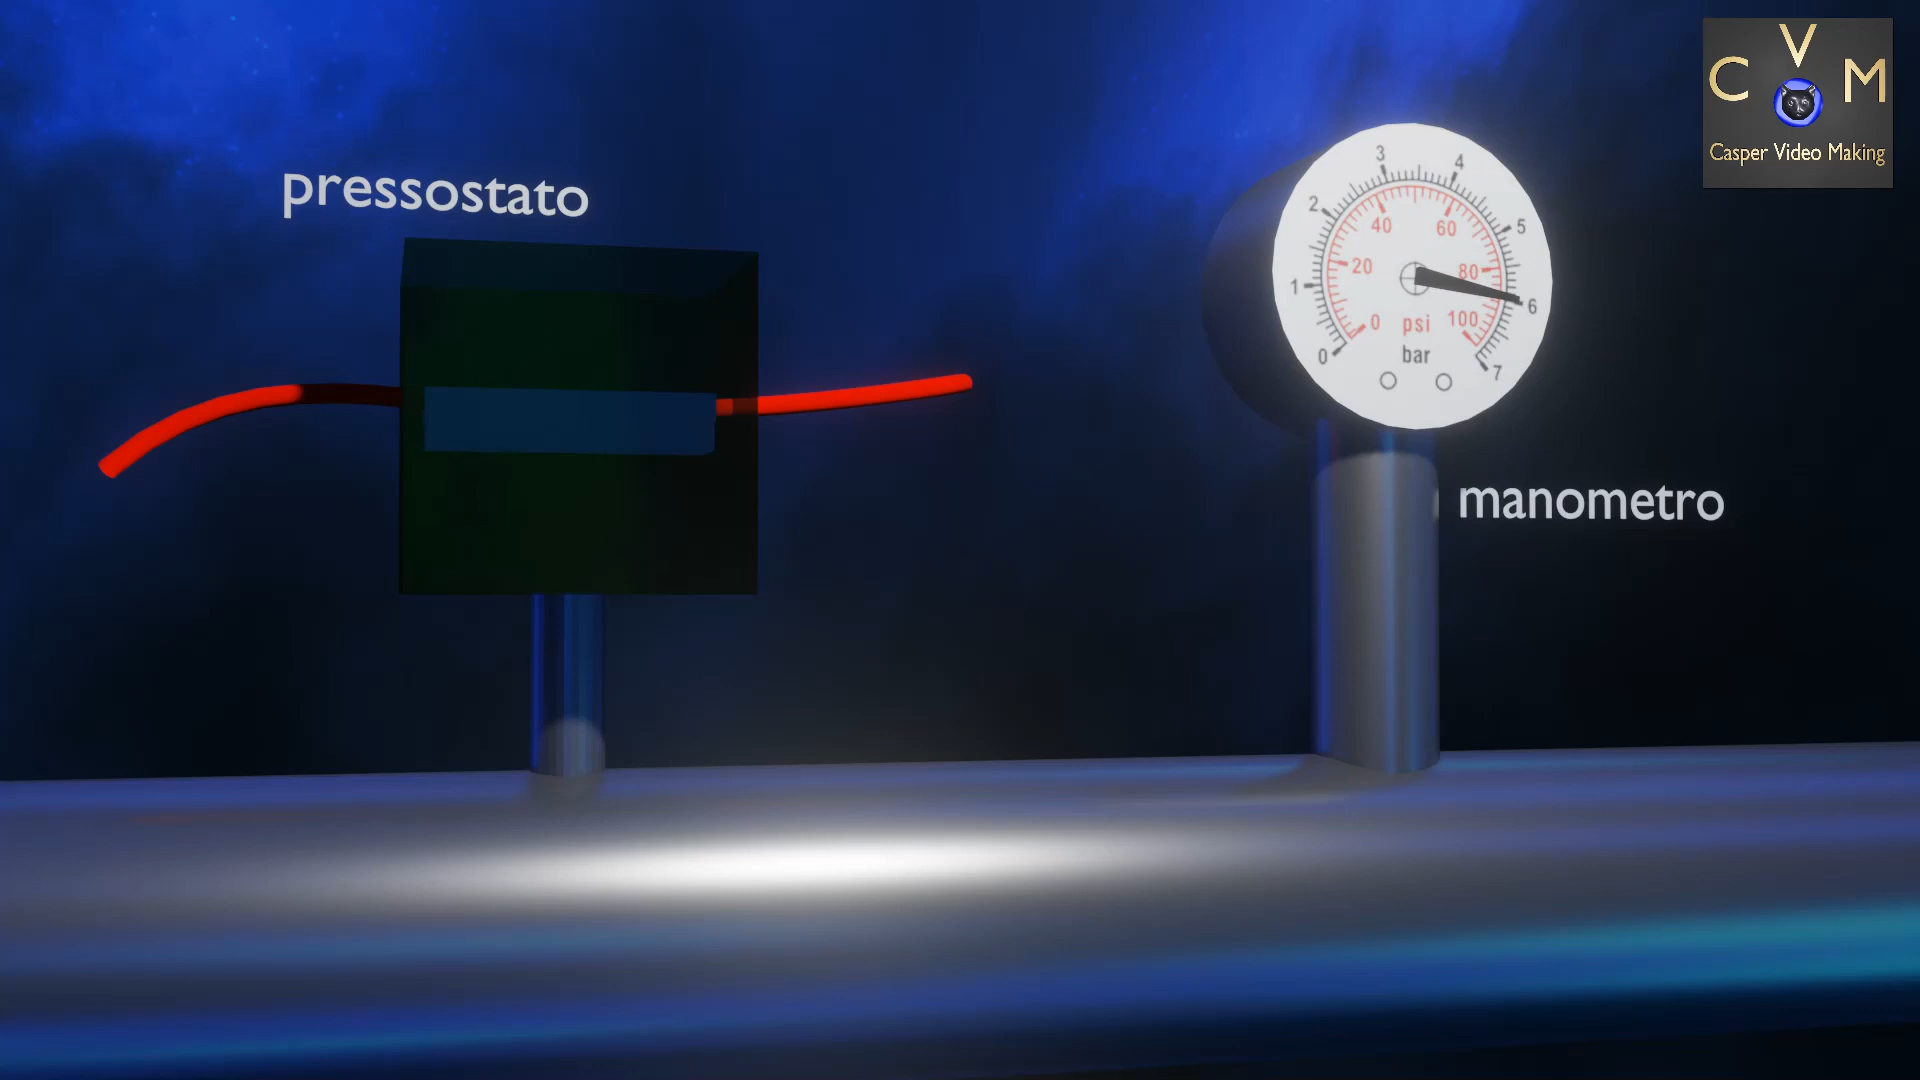 C V M
Casper Video Making
pressostato
0 1 2 3 4 5 6 7
0 20 40 60 80 100
psi
bar
manometro